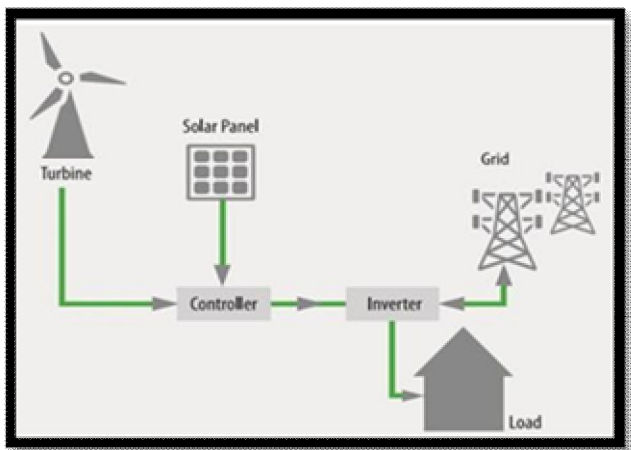 Solar Panel
Turbine
Grid
Controller
Inverter
Load